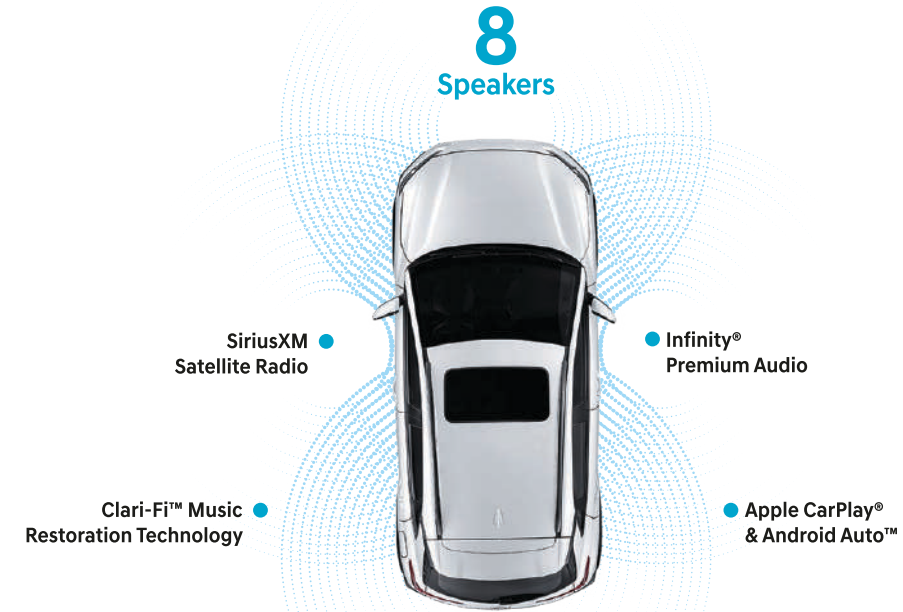 8
Speakers
SiriusXM
Satellite Radio
Infinity®
Premium Audio
Clari-Fi™ Music
Restoration Technology
Apple CarPlay®
& Android Auto™